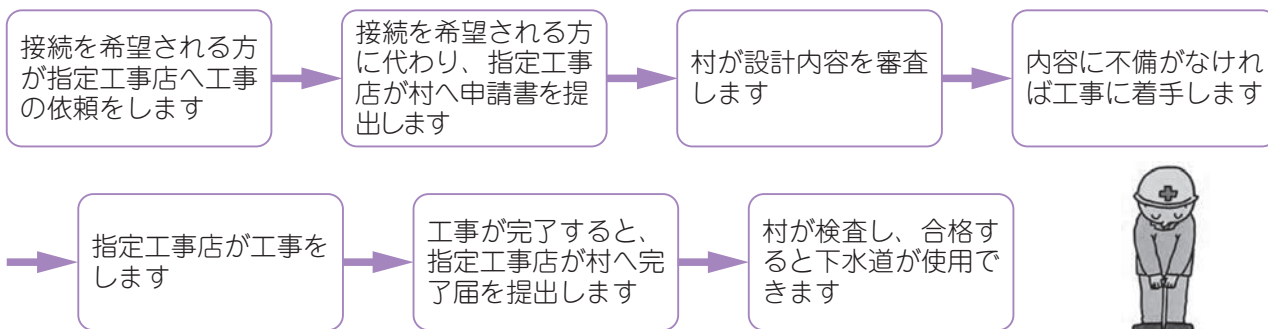 接続を希望される方
が指定工事店へ工事
の依頼をします
接続を希望される方
に代わり、指定工事
店が村へ申請書を提
出します
村が設計内容を審査
します
内容に不備がなけれ
ば工事に着手します
指定工事店が工事を
します
工事が完了すると、
指定工事店が村へ完
了届を提出します
村が検査し、合格す
ると下水道が使用で
きます